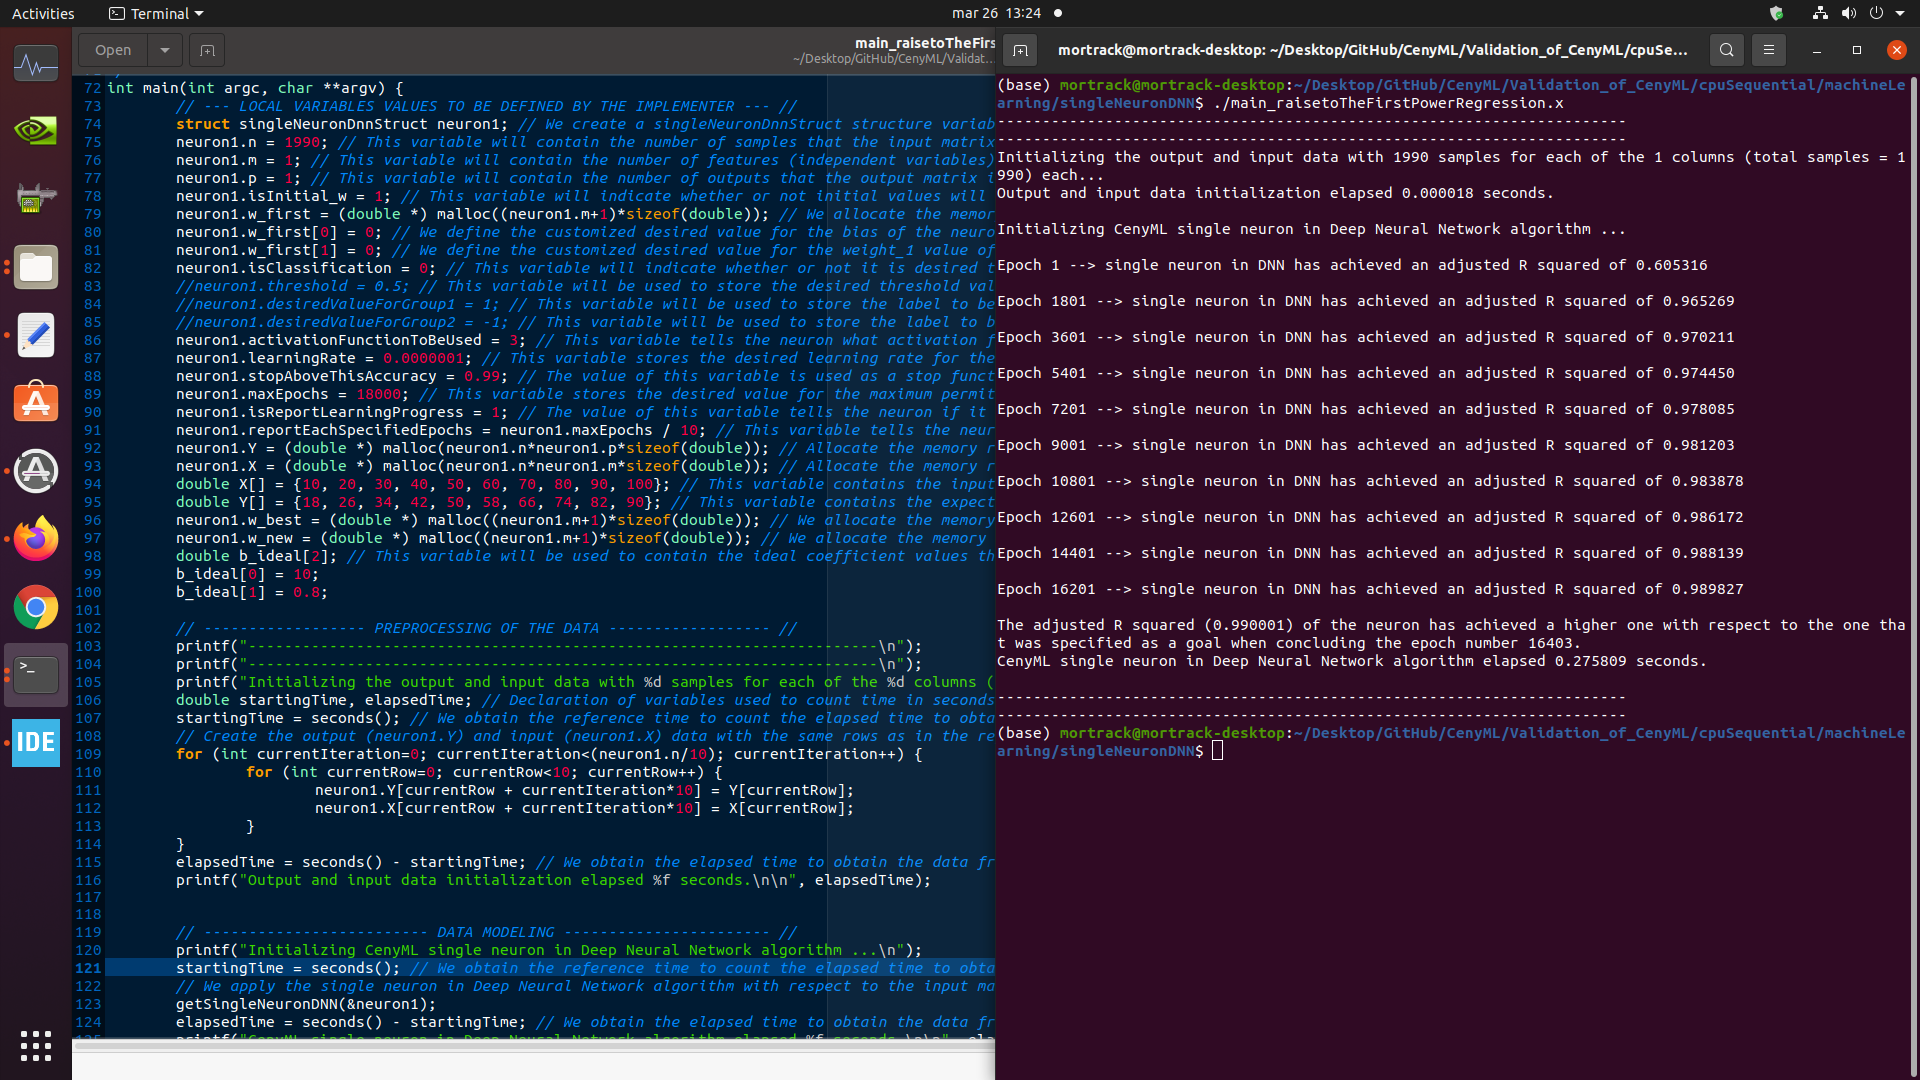 Activities
Terminal
mar 26 13:24
Open
main_raisetoTheFirs
~/Desktop/GitHub/CenyML/Validat...
72 int main(int argc, char **argv) {
73 // --- LOCAL VARIABLES VALUES TO BE DEFINED BY THE IMPLEMENTER --- //
74 struct singleNeuronDnnStruct neuron1; // We create a singleNeuronDnnStruct structure variab
75 neuron1.n = 1990; // This variable will contain the number of samples that the input matrix
76 neuron1.m = 1; // This variable will contain the number of features (independent variables)
77 neuron1.p = 1; // This variable will contain the number of outputs that the output matrix i
78 neuron1.isInitial_w = 1; // This variable will indicate whether or not initial values will
79 neuron1.w_first = (double *) malloc((neuron1.m+1)*sizeof(double)); // We allocate the memor
80 neuron1.w_first[0] = 0; // We define the customized desired value for the bias of the neuro
81 neuron1.w_first[1] = 0; // We define the customized desired value for the weight_1 value of
82 neuron1.isClassification = 0; // This variable will indicate whether or not it is desired t
83 //neuron1.threshold = 0.5; // This variable will be used to store the desired threshold val
84 //neuron1.desiredValueForGroup1 = 1; // This variable will be used to store the label to be
85 //neuron1.desiredValueForGroup2 = -1; // This variable will be used to store the label to b
86 neuron1.activationFunctionToBeUsed = 3; // This variable tells the neuron what activation f
87 neuron1.learningRate = 0.0000001; // This variable stores the desired learning rate for the
88 neuron1.stopAboveThisAccuracy = 0.99; // The value of this variable is used as a stop funct
89 neuron1.maxEpochs = 18000; // This variable stores the desired value for the maximum permit
90 neuron1.isReportLearningProgress = 1; // The value of this variable tells the neuron if it
91 neuron1.reportEachSpecifiedEpochs = neuron1.maxEpochs / 10; // This variable tells the neur
92 neuron1.Y = (double *) malloc(neuron1.n*neuron1.p*sizeof(double)); // Allocate the memory r
93 neuron1.X = (double *) malloc(neuron1.n*neuron1.m*sizeof(double)); // Allocate the memory r
94 double X[] = {10, 20, 30, 40, 50, 60, 70, 80, 90, 100}; // This variable contains the input
95 double Y[] = {18, 26, 34, 42, 50, 58, 66, 74, 82, 90}; // This variable contains the expect
96 neuron1.w_best = (double *) malloc((neuron1.m+1)*sizeof(double)); // We allocate the memory
97 neuron1.w_new = (double *) malloc((neuron1.m+1)*sizeof(double)); // We allocate the memory
98 double b_ideal[2]; // This variable will be used to contain the ideal coefficient values th
99 b_ideal[0] = 10;
100 b_ideal[1] = 0.8;
101
102 // ------------------ PREPROCESSING OF THE DATA ------------------ //
103 printf("----------------------------------------------------------------------\n");
104 printf("----------------------------------------------------------------------\n");
105 printf("Initializing the output and input data with %d samples for each of the %d columns (
106 double startingTime, elapsedTime; // Declaration of variables used to count time in seconds
107 startingTime = seconds(); // We obtain the reference time to count the elapsed time to obta
108 // Create the output (neuron1.Y) and input (neuron1.X) data with the same rows as in the re
109 for (int currentIteration=0; currentIteration<(neuron1.n/10); currentIteration++) {
110 for (int currentRow=0; currentRow<10; currentRow++) {
111 neuron1.Y[currentRow + currentIteration*10] = Y[currentRow];
112 neuron1.X[currentRow + currentIteration*10] = X[currentRow];
113 }
114 }
115 elapsedTime = seconds() - startingTime; // We obtain the elapsed time to obtain the data fr
116 printf("Output and input data initialization elapsed %f seconds.\n\n", elapsedTime);
117
118
119 // ------------------------- DATA MODELING ----------------------- //
120 printf("Initializing CenyML single neuron in Deep Neural Network algorithm ...\n");
121 startingTime = seconds(); // We obtain the reference time to count the elapsed time to obta
122 // We apply the single neuron in Deep Neural Network algorithm with respect to the input ma
123 getSingleNeuronDNN(&neuron1);
124 elapsedTime = seconds() - startingTime; // We obtain the elapsed time to obtain the data fr
mortrack@mortrack-desktop: ~/Desktop/GitHub/CenyML/Validation_of_CenyML/cpuSe...
(base) mortrack@mortrack-desktop:~/Desktop/GitHub/CenyML/Validation_of_CenyML/cpuSequential/machineLe
arning/singleNeuronDNN$ ./main_raisetoTheFirstPowerRegression.x
----------------------------------------------------------------------
----------------------------------------------------------------------
Initializing the output and input data with 1990 samples for each of the 1 columns (total samples = 1
990) each...
Output and input data initialization elapsed 0.000018 seconds.
Initializing CenyML single neuron in Deep Neural Network algorithm ...
Epoch 1 --> single neuron in DNN has achieved an adjusted R squared of 0.605316
Epoch 1801 --> single neuron in DNN has achieved an adjusted R squared of 0.965269
Epoch 3601 --> single neuron in DNN has achieved an adjusted R squared of 0.970211
Epoch 5401 --> single neuron in DNN has achieved an adjusted R squared of 0.974450
Epoch 7201 --> single neuron in DNN has achieved an adjusted R squared of 0.978085
Epoch 9001 --> single neuron in DNN has achieved an adjusted R squared of 0.981203
Epoch 10801 --> single neuron in DNN has achieved an adjusted R squared of 0.983878
Epoch 12601 --> single neuron in DNN has achieved an adjusted R squared of 0.986172
Epoch 14401 --> single neuron in DNN has achieved an adjusted R squared of 0.988139
Epoch 16201 --> single neuron in DNN has achieved an adjusted R squared of 0.989827
The adjusted R squared (0.990001) of the neuron has achieved a higher one with respect to the one tha
t was specified as a goal when concluding the epoch number 16403.
CenyML single neuron in Deep Neural Network algorithm elapsed 0.275809 seconds.
----------------------------------------------------------------------
----------------------------------------------------------------------
(base) mortrack@mortrack-desktop:~/Desktop/GitHub/CenyML/Validation_of_CenyML/cpuSequential/machineLe
arning/singleNeuronDNN$
IDE